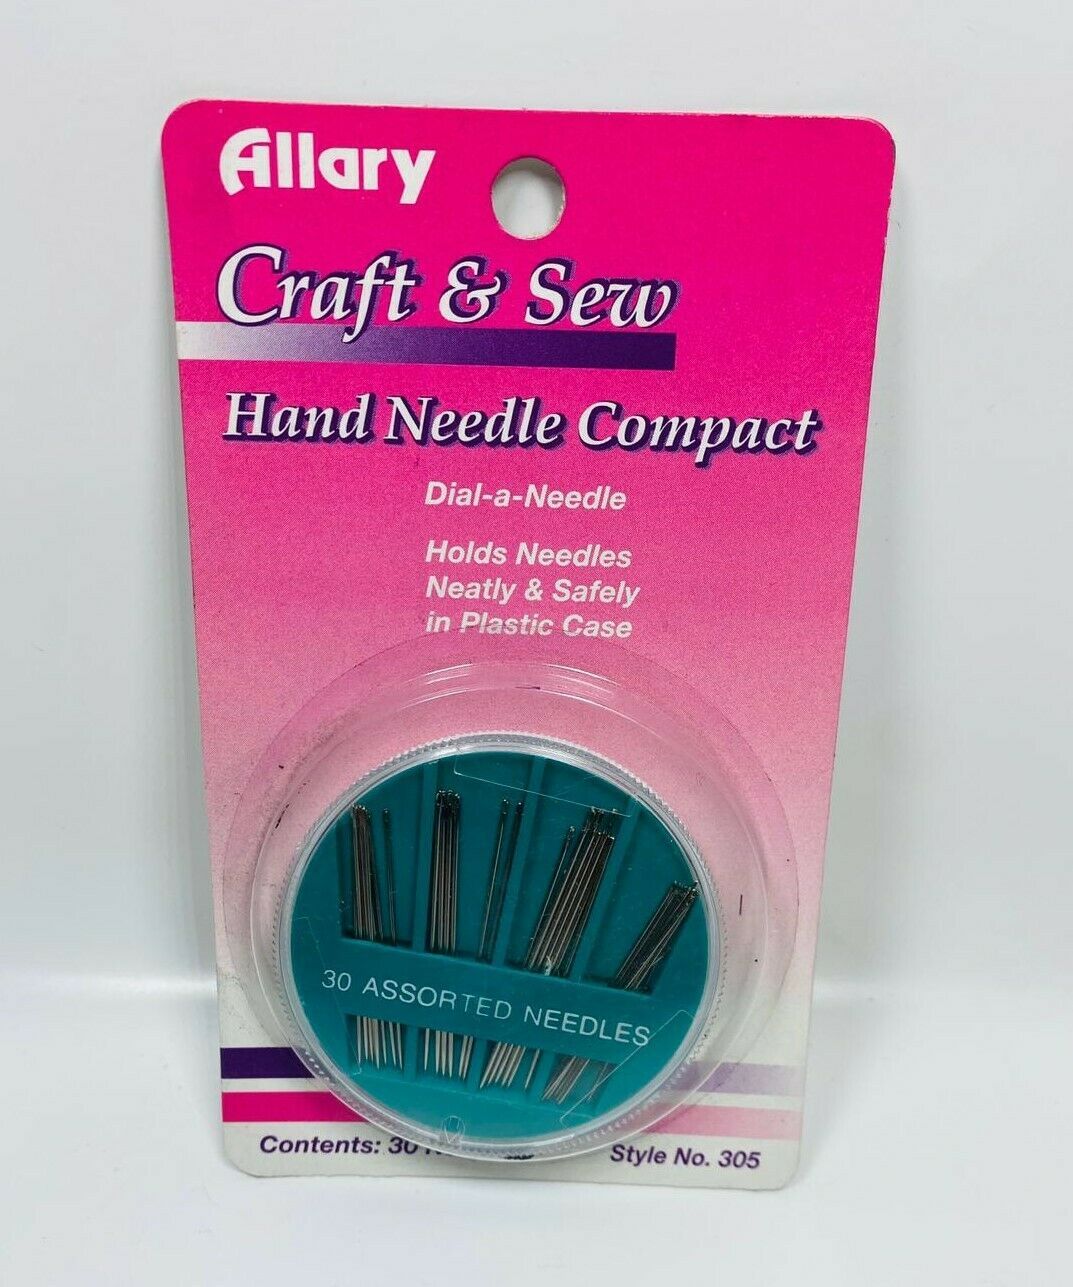 Allary
Craft & Sew
Hand Needle Compact
Dial-a-Needle
Holds Needles
Neatly & Safely
in Plastic Case
30 ASSORTED NEEDLES
Contents: 30
Style No. 305